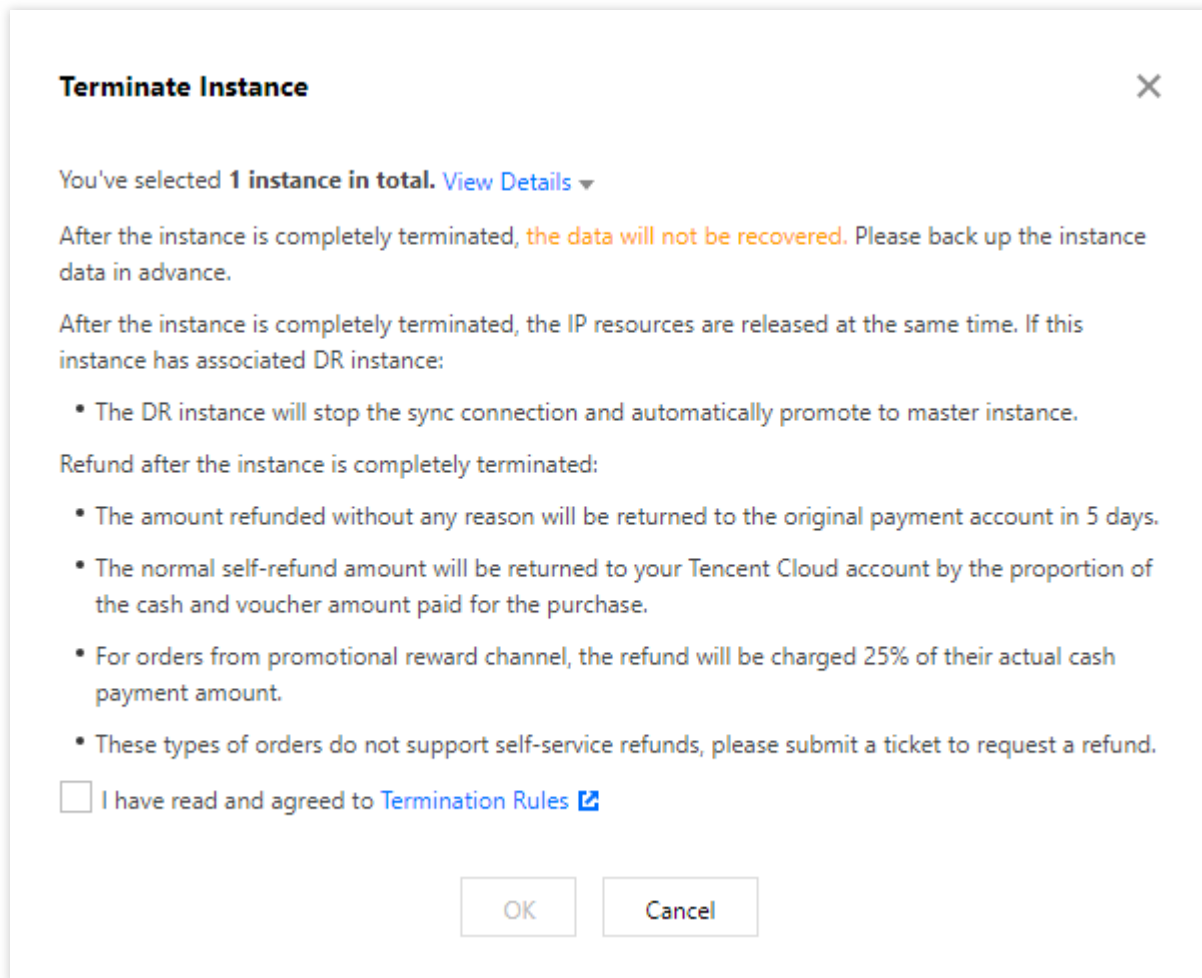 Terminate Instance
You've selected 1 instance in total. View Details
After the instance is completely terminated, the data will not be recovered. Please back up the instance
data in advance.
After the instance is completely terminated, the IP resources are released at the same time. If this
instance has associated DR instance:
• The DR instance will stop the sync connection and automatically promote to master instance.
Refund after the instance is completely terminated:
• The amount refunded without any reason will be returned to the original payment account in 5 days.
• The normal self-refund amount will be returned to your Tencent Cloud account by the proportion of
the cash and voucher amount paid for the purchase.
• For orders from promotional reward channel, the refund will be charged 25% of their actual cash
payment amount.
• These types of orders do not support self-service refunds, please submit a ticket to request a refund.
I have read and agreed to Termination Rules
OK
Cancel